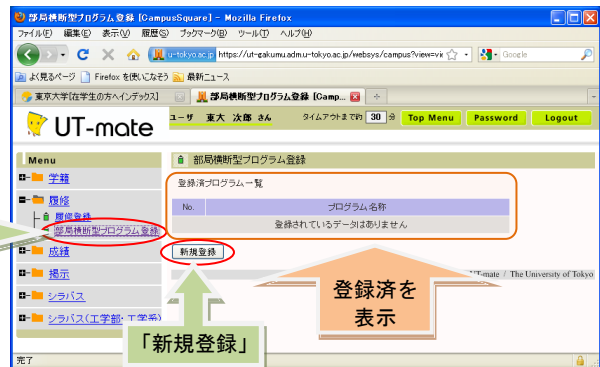 部局横断型プログラム登録 [CampusSquare] - Mozilla Firefox
ファイル(F) 編集(E) 表示(V) 履歴(S) ブックマーク(B) ツール(T) ヘルプ(H)
u-tokyo.ac.jp https://ut-gakumu.adm.u-tokyo.ac.jp/websys/campus?view=vie Google
よく見るページ Firefox を使いこなそう 最新ニュース
東京大学[在学生の方へインデックス] 部局横断型プログラム登録 [Camp...
UT-mate
ユーザ 東大 次郎 さん タイムアウトまで約 30 分 Top Menu Password Logout
Menu
学籍
履修
履修登録
部局横断型プログラム登録
成績
掲示
シラバス
シラバス(工学部・工学系)
部局横断型プログラム登録
登録済プログラム一覧
No. プログラム名称
登録されているデータはありません
新規登録
UT-mate / The University of Tokyo
登録済を
表示
「新規登録」
完了